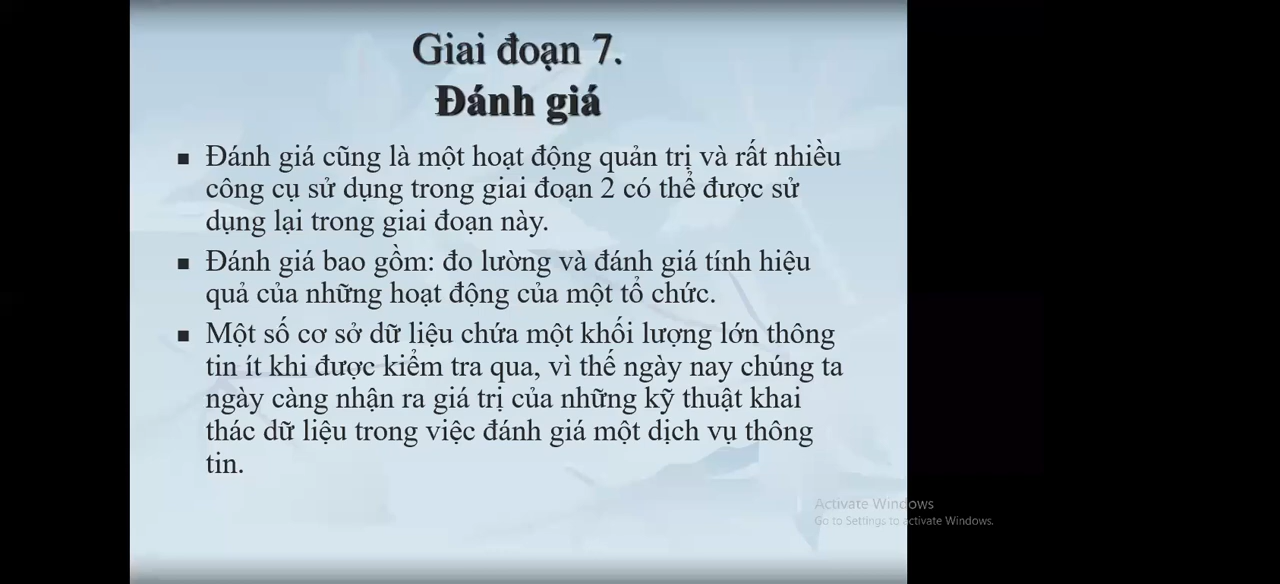 Giai đoạn 7.
Đánh giá
▪ Đánh giá cũng là một hoạt động quản trị và rất nhiều
công cụ sử dụng trong giai đoạn 2 có thể được sử
dụng lại trong giai đoạn này.
▪ Đánh giá bao gồm: đo lường và đánh giá tính hiệu
quả của những hoạt động của một tổ chức.
▪ Một số cơ sở dữ liệu chứa một khối lượng lớn thông
tin ít khi được kiểm tra qua, vì thế ngày nay chúng ta
ngày càng nhận ra giá trị của những kỹ thuật khai
thác dữ liệu trong việc đánh giá một dịch vụ thông
tin.
Activate Windows
Go to Settings to activate Windows.